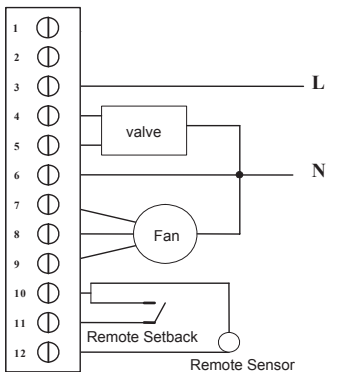 1
2
3 L
4
valve
5
6 N
7
8 Fan
9
10
11
Remote Setback
12
Remote Sensor